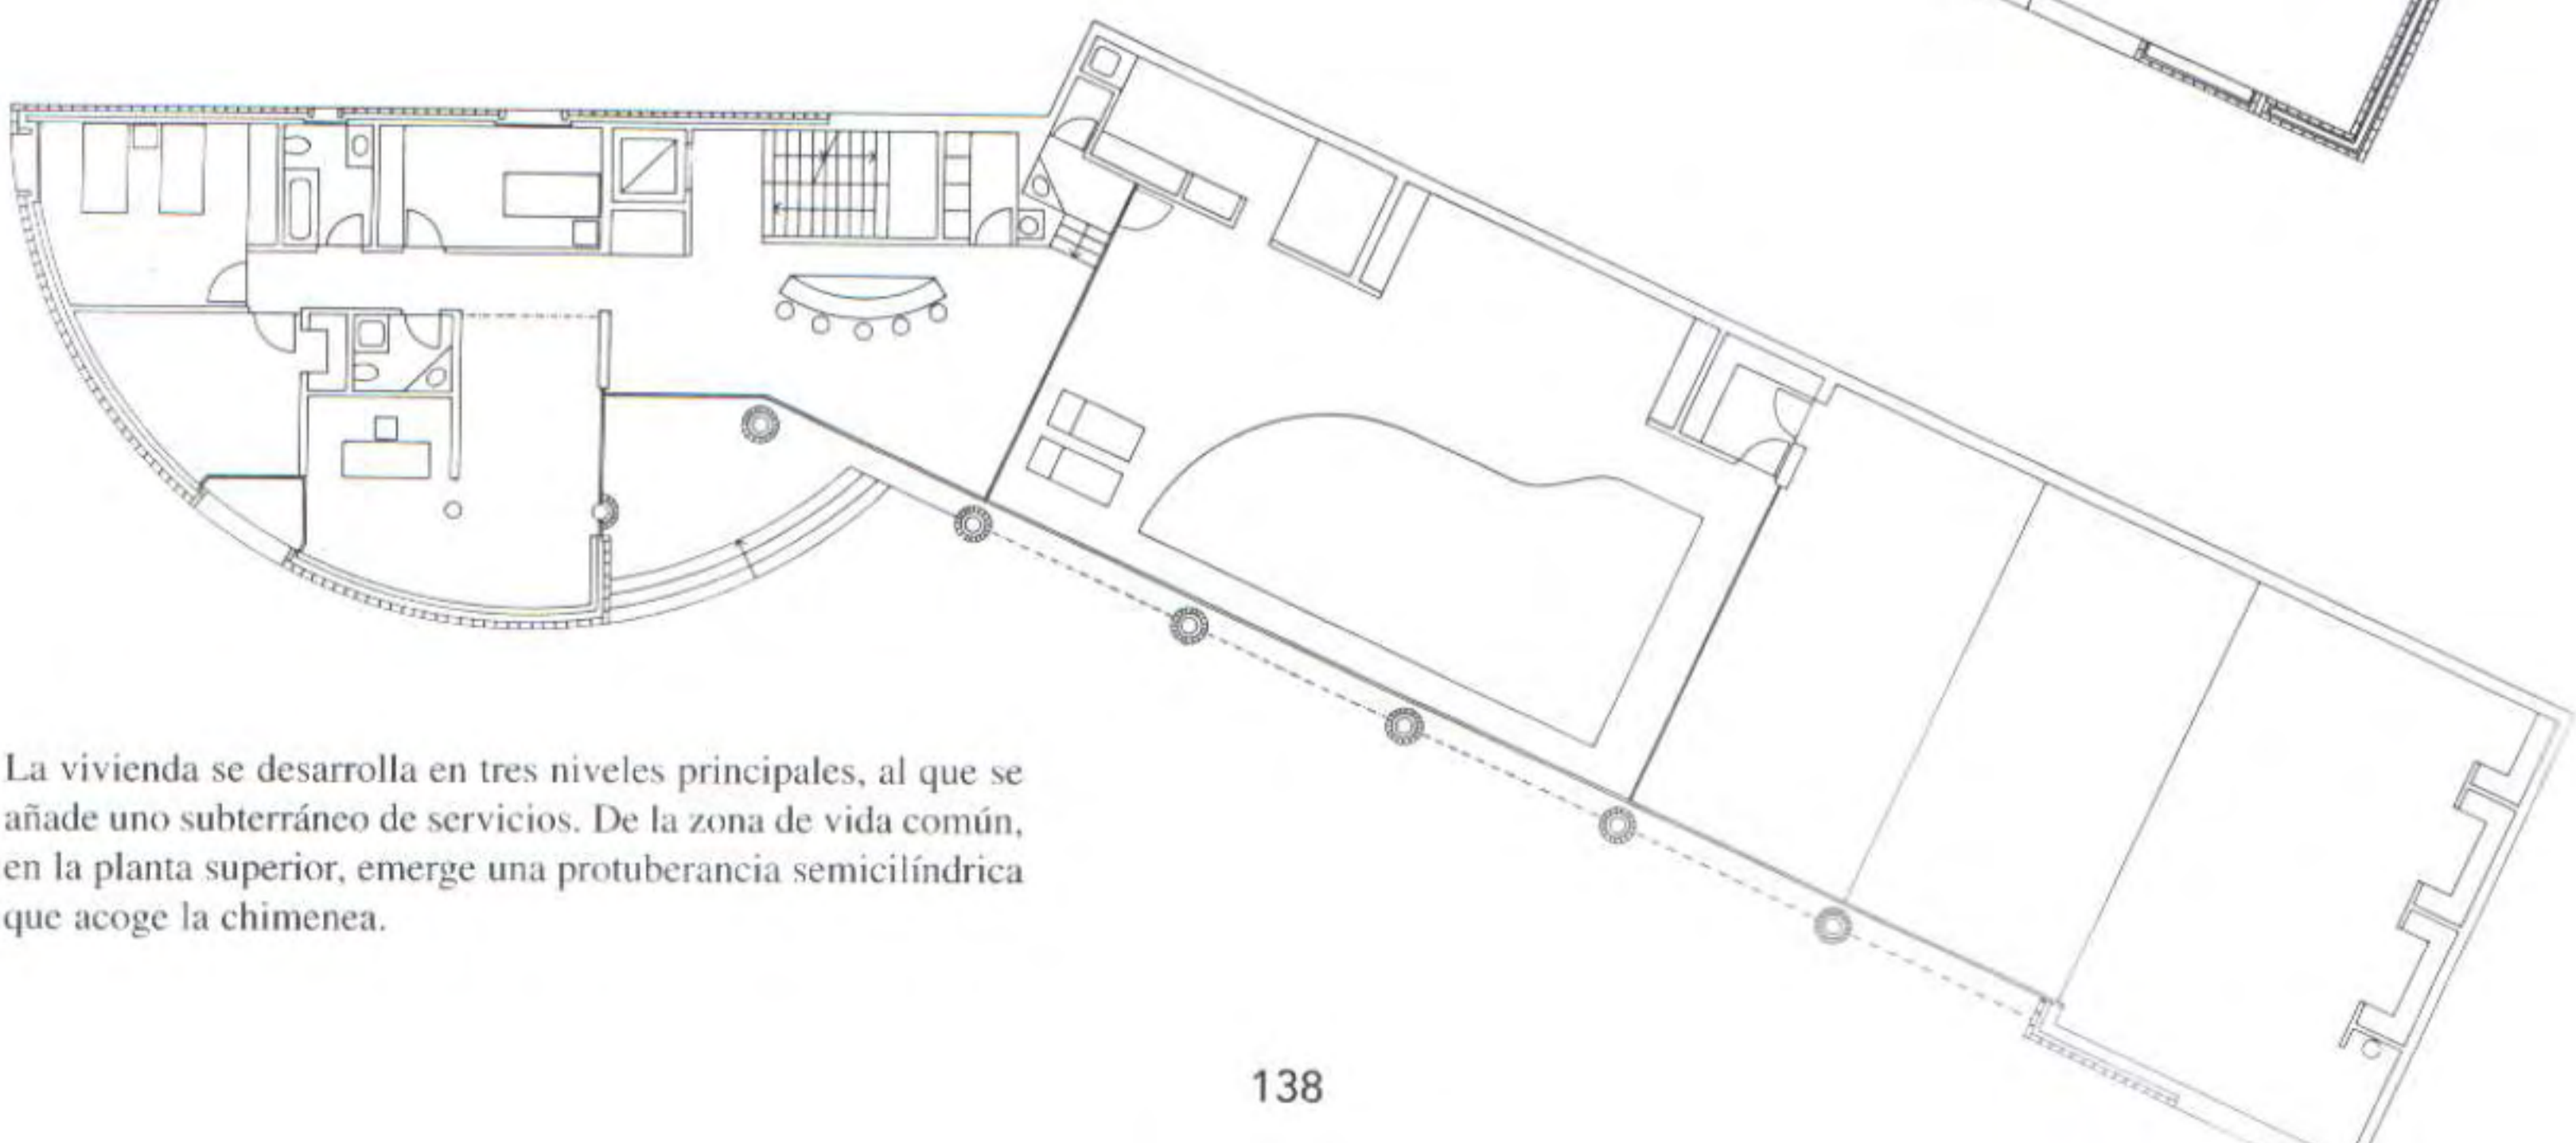 La vivienda se desarrolla en tres niveles principales, al que se
añade uno subterráneo de servicios. De la zona de vida común,
en la planta superior, emerge una protuberancia semicilíndrica
que acoge la chimenea.
138